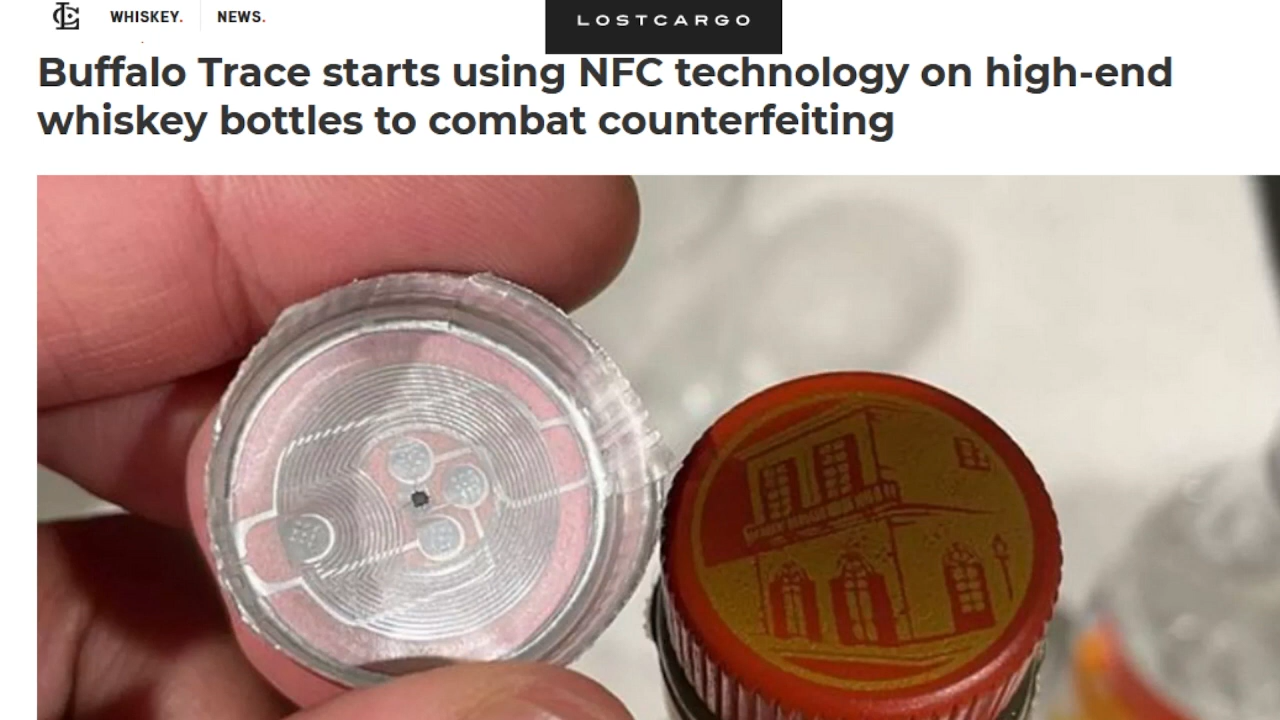 WHISKEY. NEWS.
LOSTCARGO
Buffalo Trace starts using NFC technology on high-end
whiskey bottles to combat counterfeiting